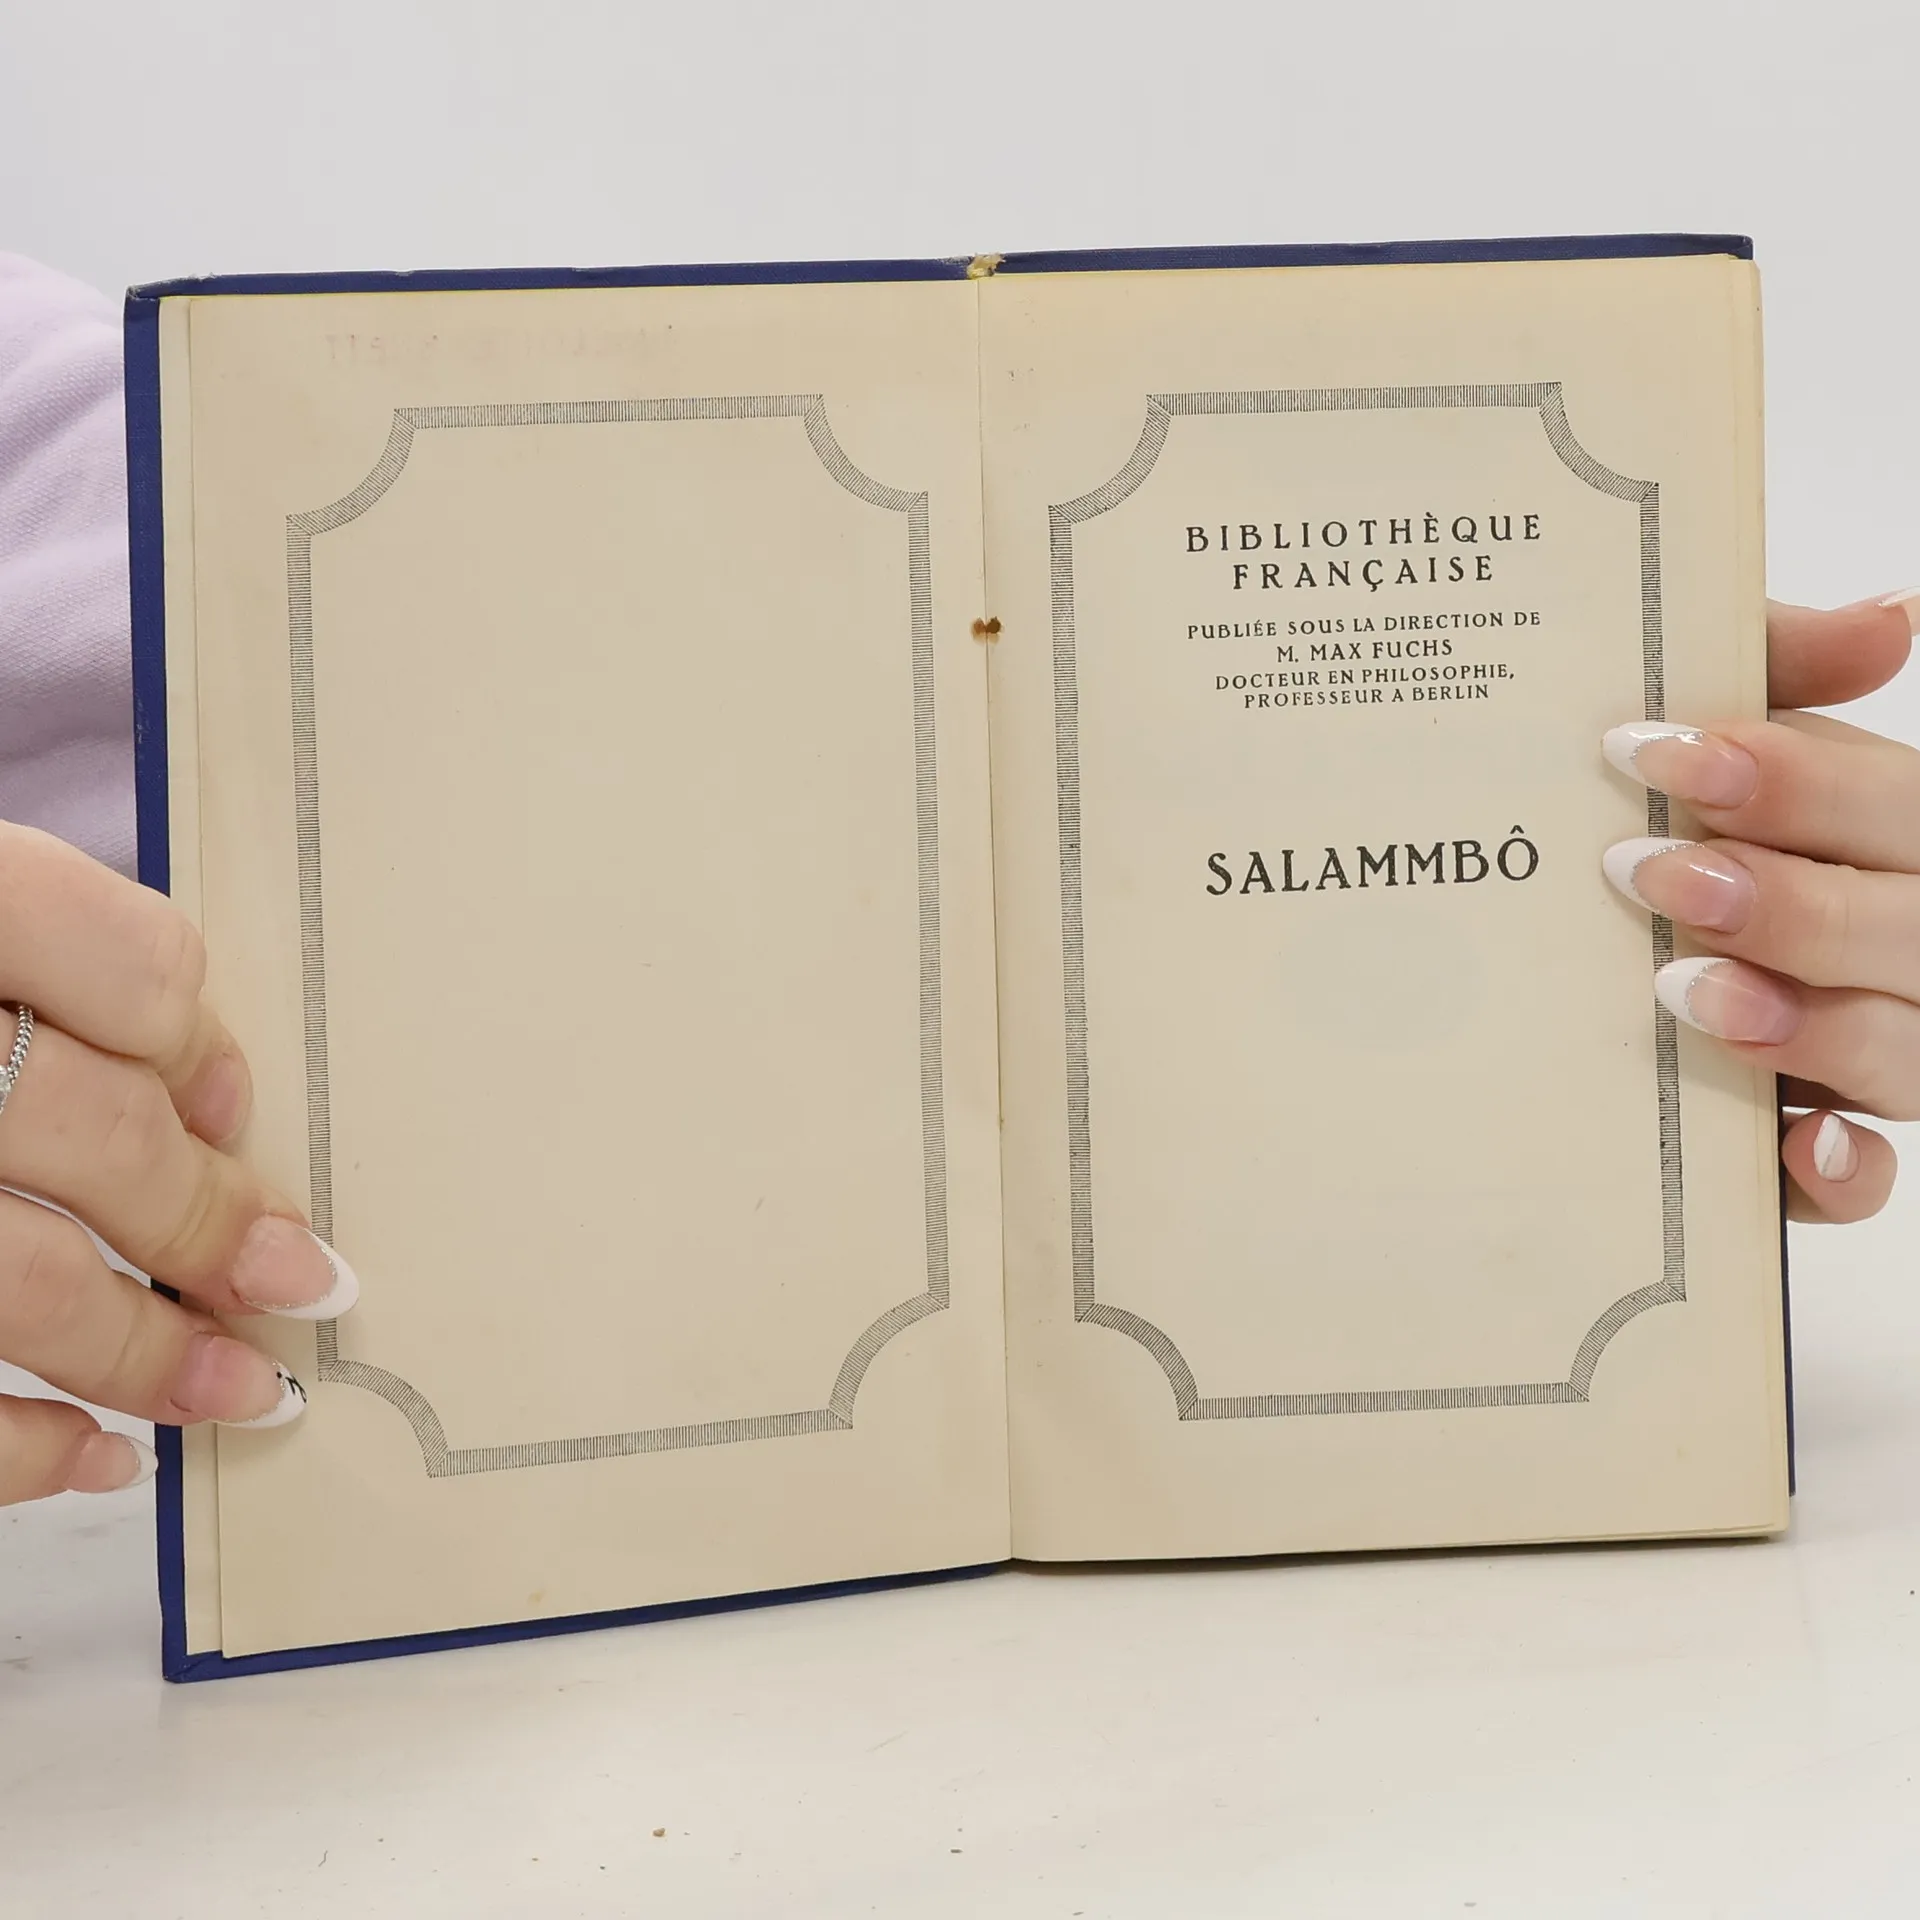 BIBLIOTHÈQUE
FRANÇAISE
PUBLIÉE SOUS LA DIRECTION DE
M. MAX FUCHS
DOCTEUR EN PHILOSOPHIE,
PROFESSEUR A BERLIN
SALAMMBÔ